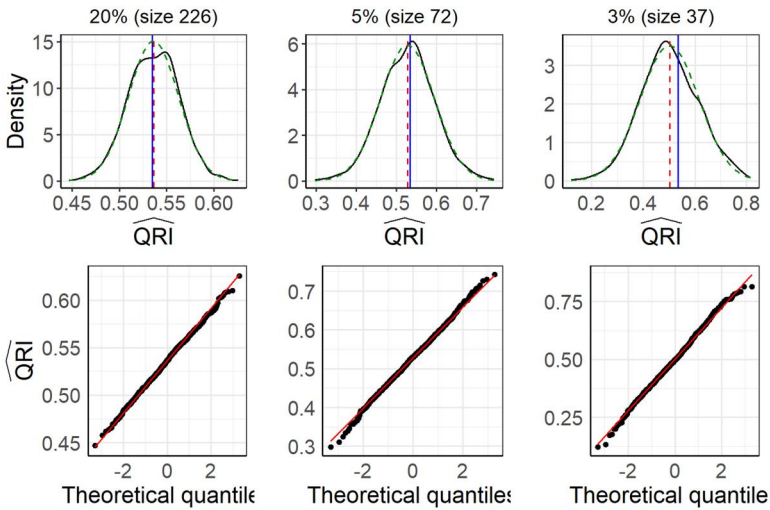 20% (size 226)
5% (size 72)
3% (size 37)
Density
15
10
5
0
0.45 0.50 0.55 0.60
QRI
6
4
2
0
0.3 0.4 0.5 0.6 0.7
QRI
3
2
1
0
0.2 0.4 0.6 0.8
QRI
QRI
0.60
0.55
0.50
0.45
-2 0 2
Theoretical quantile
0.7
0.6
0.5
0.4
0.3
-2 0 2
Theoretical quantiles
0.75
0.50
0.25
-2 0 2
Theoretical quantile